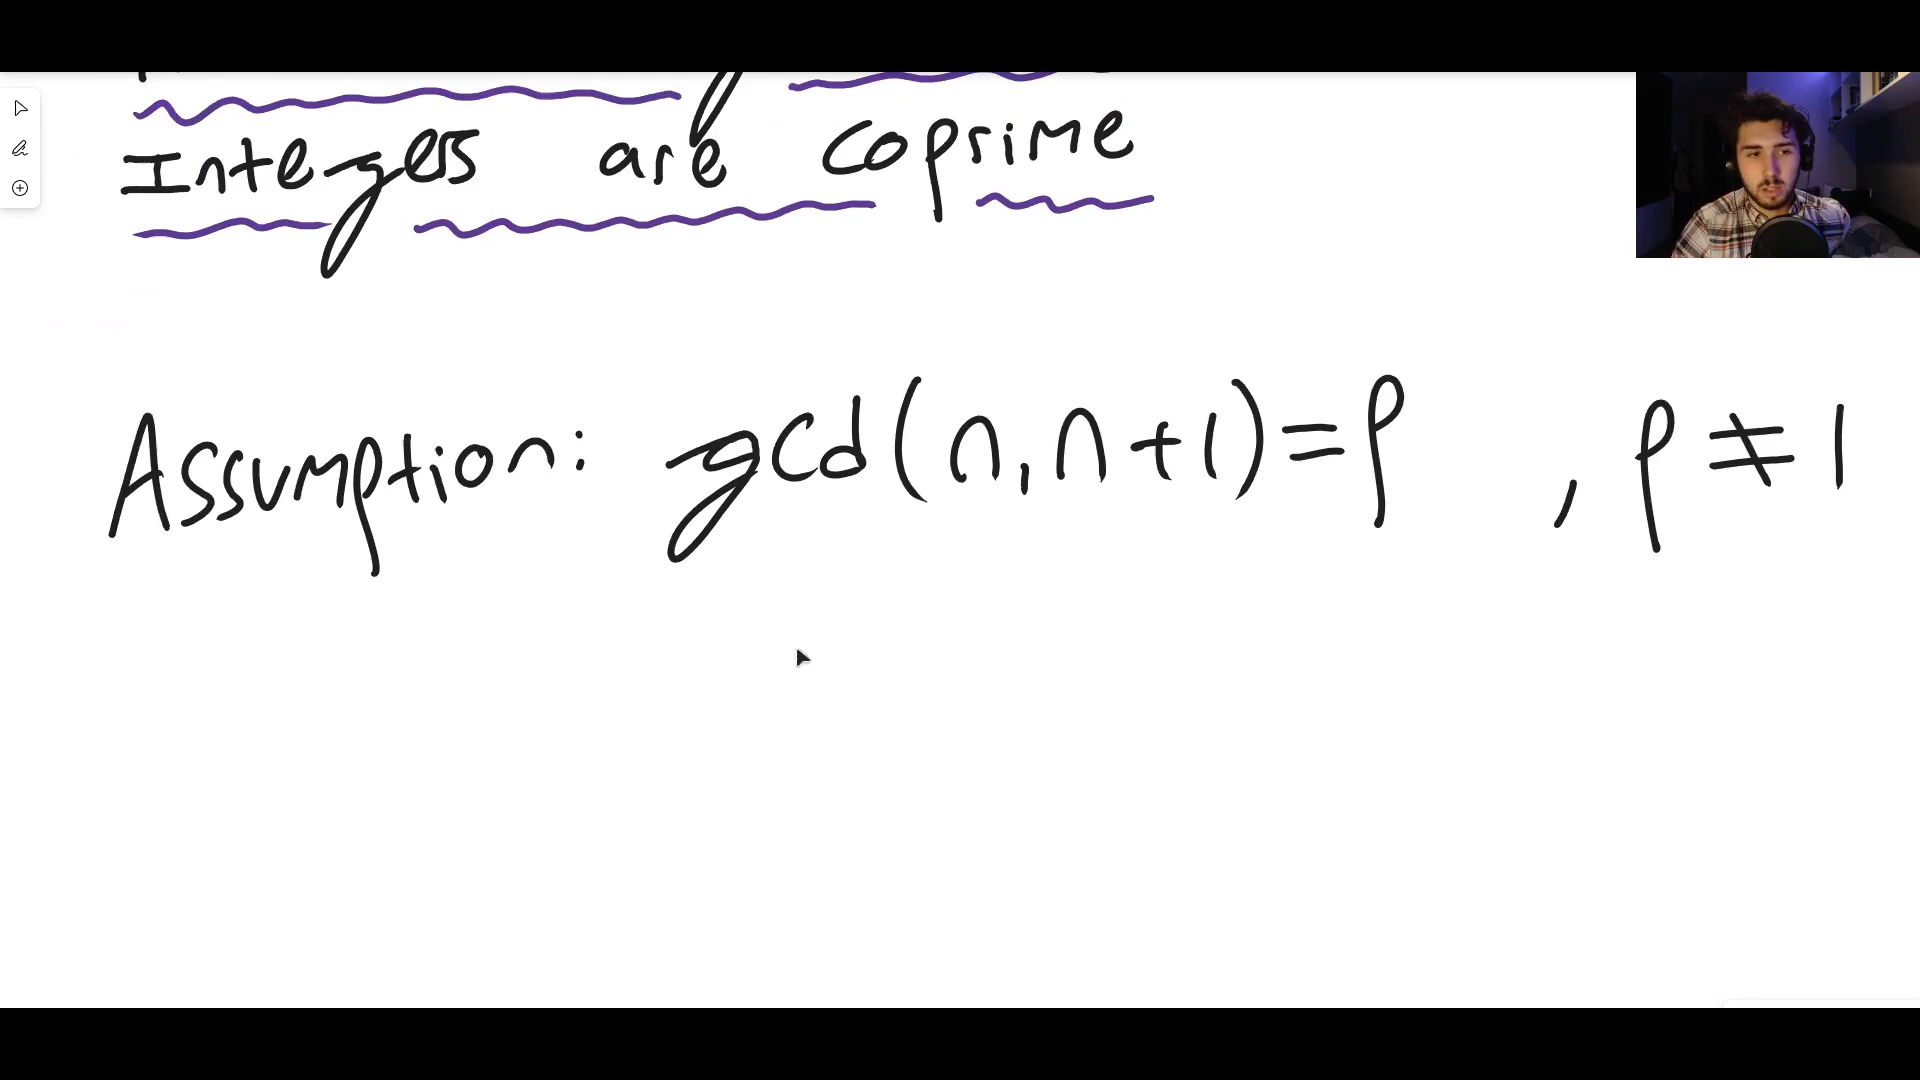 Integers are coprime
Assumption: gcd(n, n+1)=p , p ≠ 1